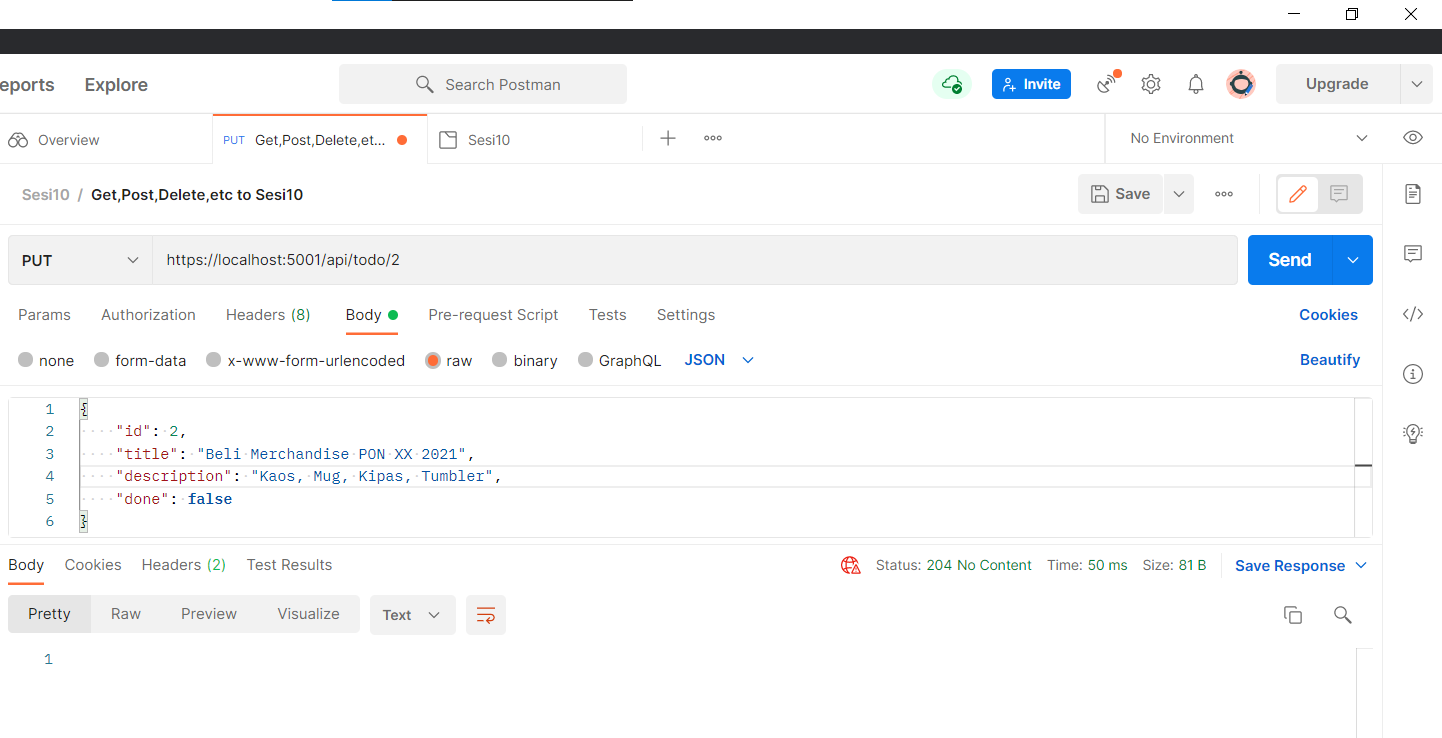 eports Explore Search Postman Invite Upgrade
Overview PUT Get,Post,Delete,et... Sesi10 No Environment
Sesi10 / Get,Post,Delete,etc to Sesi10 Save
PUT https://localhost:5001/api/todo/2 Send
Params Authorization Headers (8) Body Pre-request Script Tests Settings Cookies
none form-data x-www-form-urlencoded raw binary GraphQL JSON Beautify
1 {
2 "id": 2,
3 "title": "Beli Merchandise PON XX 2021",
4 "description": "Kaos, Mug, Kipas, Tumbler",
5 "done": false
6 }
Body Cookies Headers (2) Test Results Status: 204 No Content Time: 50 ms Size: 81 B Save Response
Pretty Raw Preview Visualize Text
1